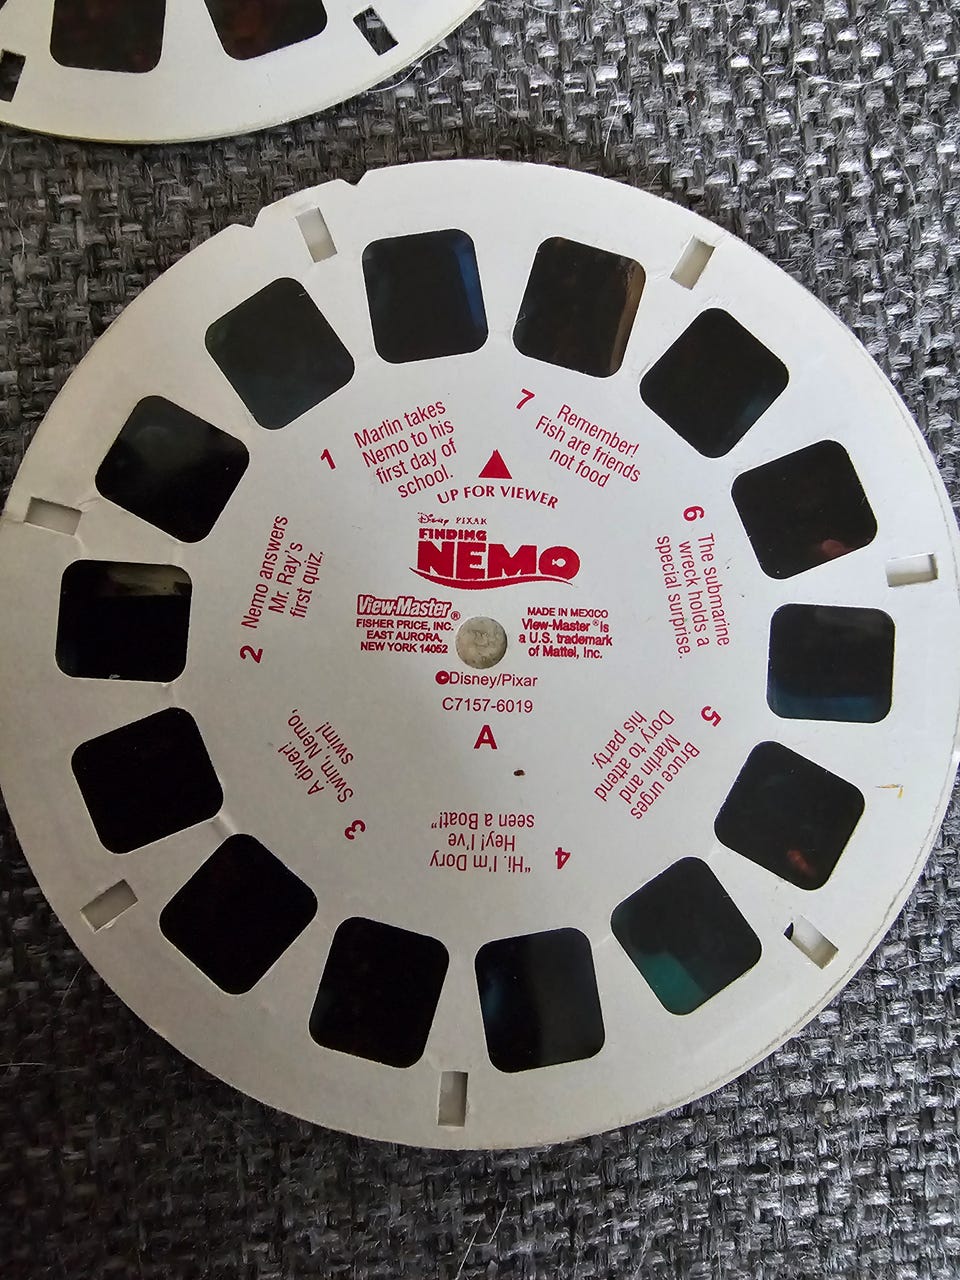 1
Marlin takes
Nemo to his
first day of
school.
7
Remember!
Fish are friends
not food
UP FOR VIEWER
Disney PIXAR
FINDING
NEMO
6
The submarine
wreck holds a
special surprise.
2
Nemo answers
Mr. Ray's
first quiz.
View-Master®
FISHER PRICE, INC.
EAST AURORA,
NEW YORK 14052
MADE IN MEXICO
View-Master® is
a U.S. trademark
of Mattel, Inc.
©Disney/Pixar
C7157-6019
A
3
A diver!
Swim, Nemo,
swim!
4
"Hi. I'm Dory
Hey! I've
seen a Boat!"
5
Bruce urges
Marlin and
Dory to attend
his party.